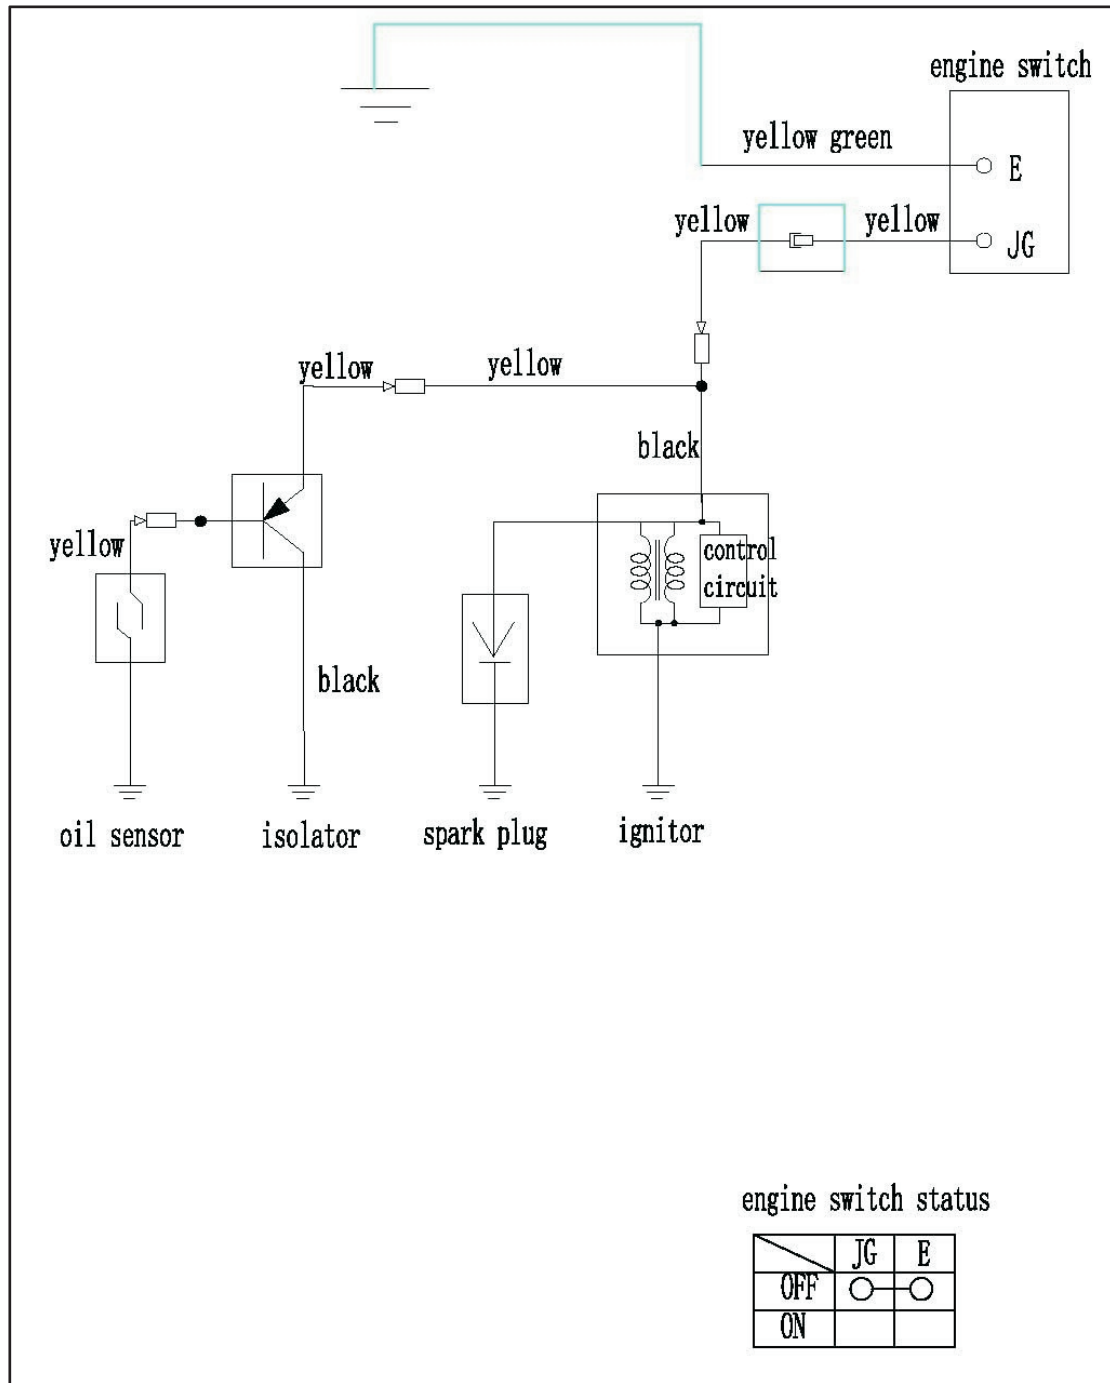 engine switch
yellow green
E
yellow
yellow
JG
yellow
yellow
black
control
circuit
yellow
black
oil sensor
isolator
spark plug
ignitor
engine switch status
JG E
OFF
ON